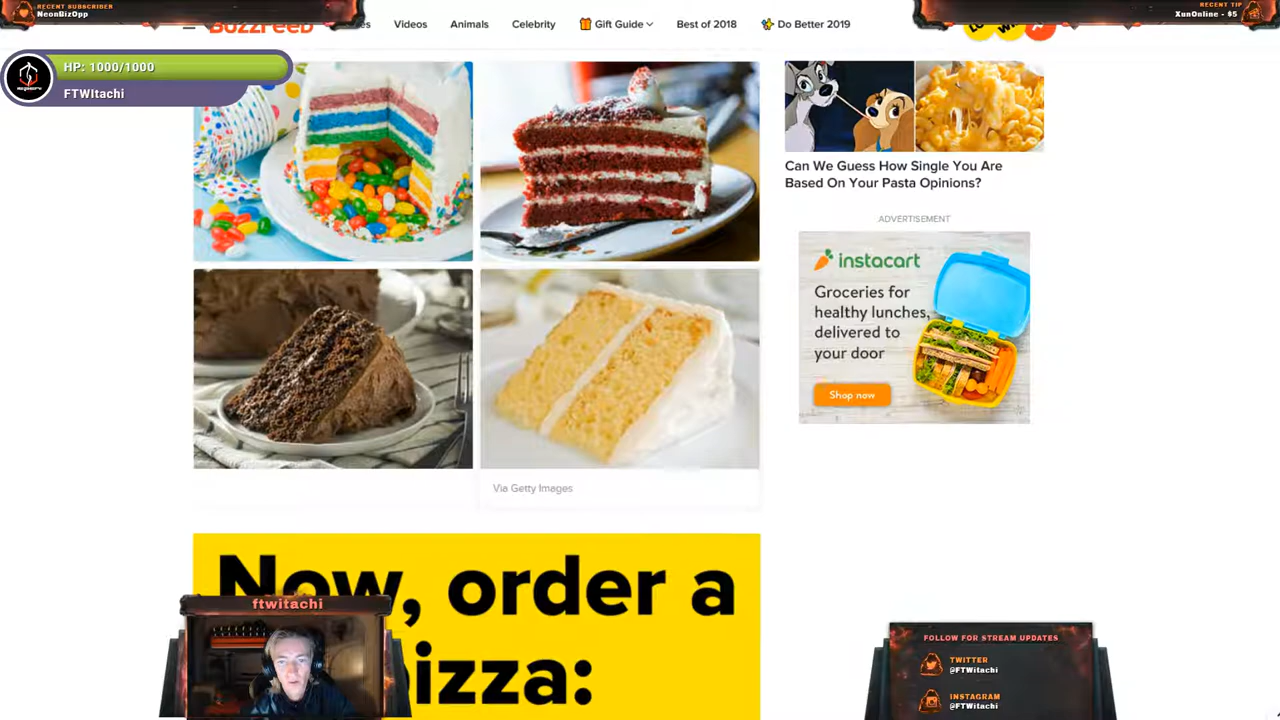 RECENT SUBSCRIBER
NeonBizOpp
BuzzFeed
Videos
Animals
Celebrity
Gift Guide
Best of 2018
Do Better 2019
RECENT TIP
XunOnline - $5
HP: 1000/1000
FTWItachi
Can We Guess How Single You Are
Based On Your Pasta Opinions?
ADVERTISEMENT
instacart
Groceries for
healthy lunches,
delivered to
your door
Shop now
Via Getty Images
Now, order a
izza:
ftwitachi
FOLLOW FOR STREAM UPDATES
TWITTER
@FTWitachi
INSTAGRAM
@FTWitachi